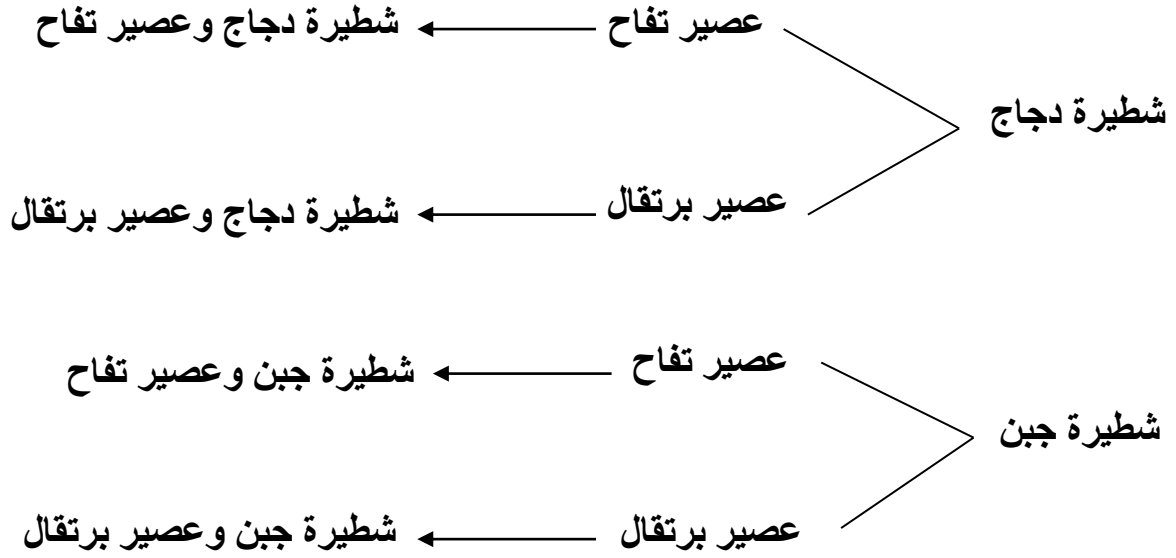 شطيرة دجاج
عصير تفاح
شطيرة دجاج وعصير تفاح
عصير برتقال
شطيرة دجاج وعصير برتقال
شطيرة جبن
عصير تفاح
شطيرة جبن وعصير تفاح
عصير برتقال
شطيرة جبن وعصير برتقال